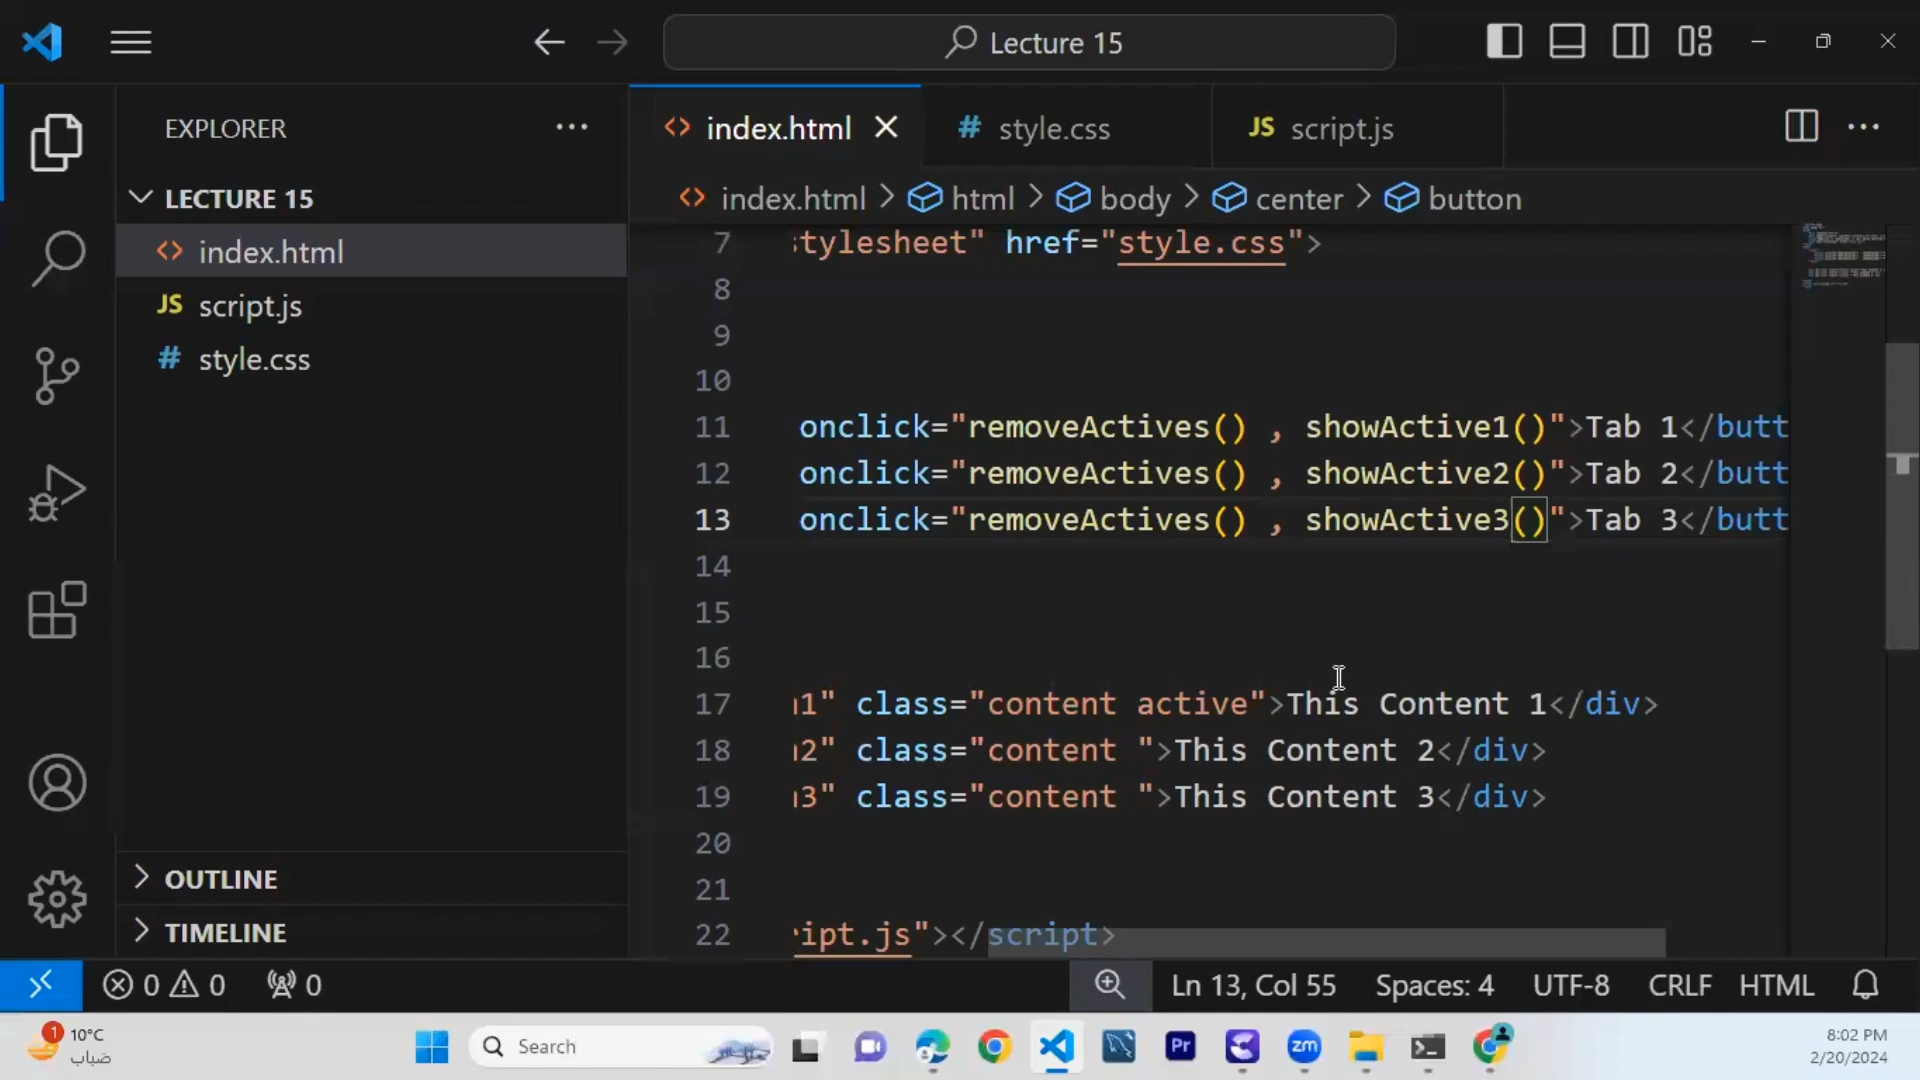 Lecture 15
EXPLORER
LECTURE 15
index.html
script.js
style.css
OUTLINE
TIMELINE
index.html
style.css
JS script.js
index.html > html > body > center > button
7 stylesheet" href="style.css">
8
9
10
11 onclick="removeActives() , showActive1()">Tab 1</butt
12 onclick="removeActives() , showActive2()">Tab 2</butt
13 onclick="removeActives() , showActive3()">Tab 3</butt
14
15
16
17 1" class="content active">This Content 1</div>
18 2" class="content ">This Content 2</div>
19 3" class="content ">This Content 3</div>
20
21
22 ript.js"></script>
0 0 0
Ln 13, Col 55 Spaces: 4 UTF-8 CRLF HTML
1 10°C
ضباب
Search
Pr
zm
8:02 PM
2/20/2024